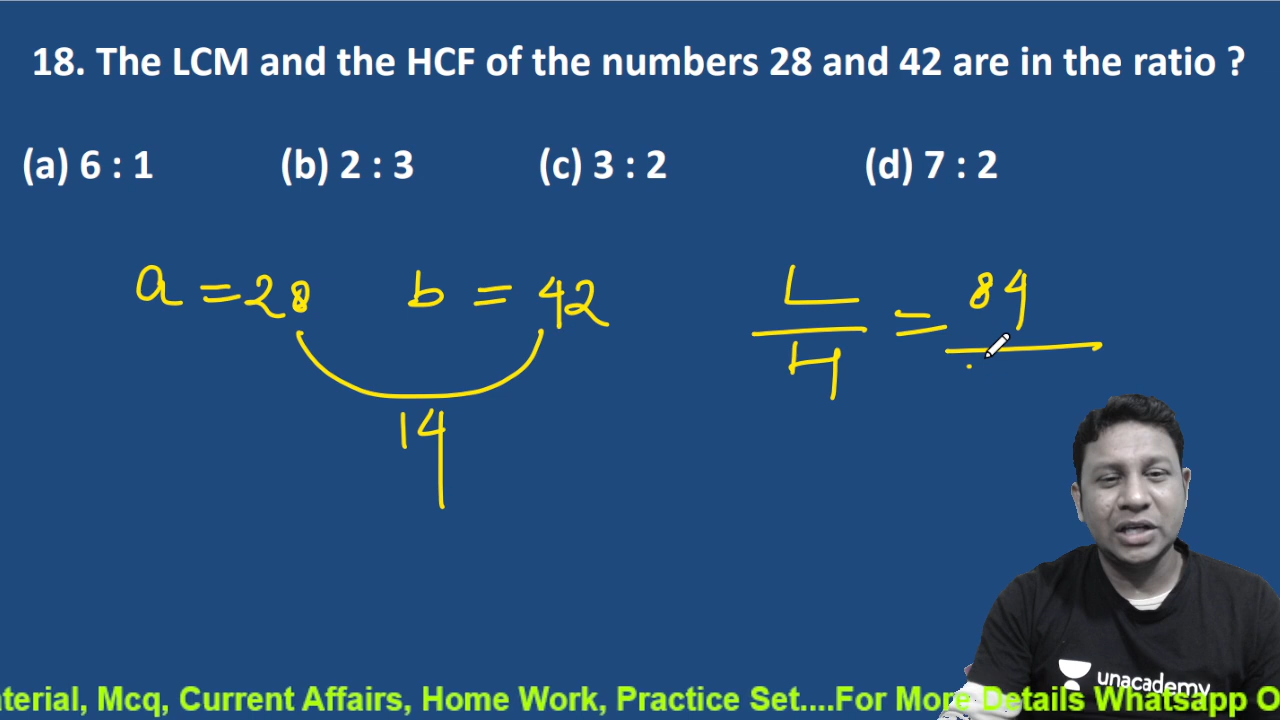 18. The LCM and the HCF of the numbers 28 and 42 are in the ratio ?
(a) 6 : 1 (b) 2 : 3 (c) 3 : 2 (d) 7 : 2
a = 28 b = 42 L/H = 84/
14
unacademy
terial, Mcq, Current Affairs, Home Work, Practice Set....For More Details Whatsapp O